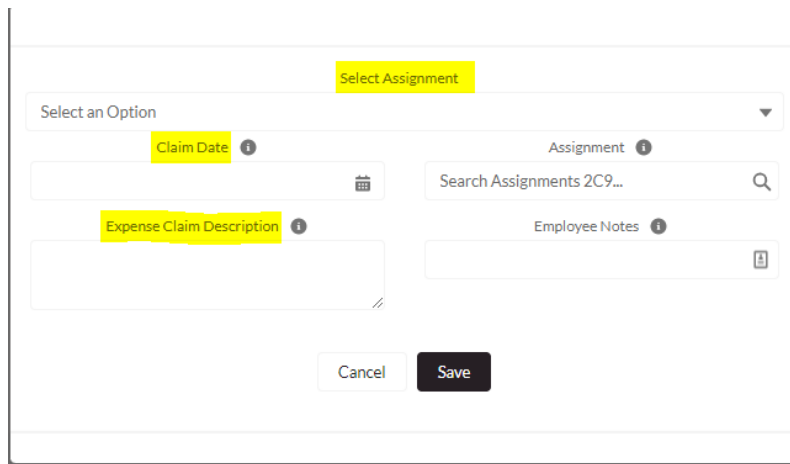 Select Assignment
Select an Option
Claim Date
Assignment
Search Assignments 2C9...
Expense Claim Description
Employee Notes
Cancel
Save